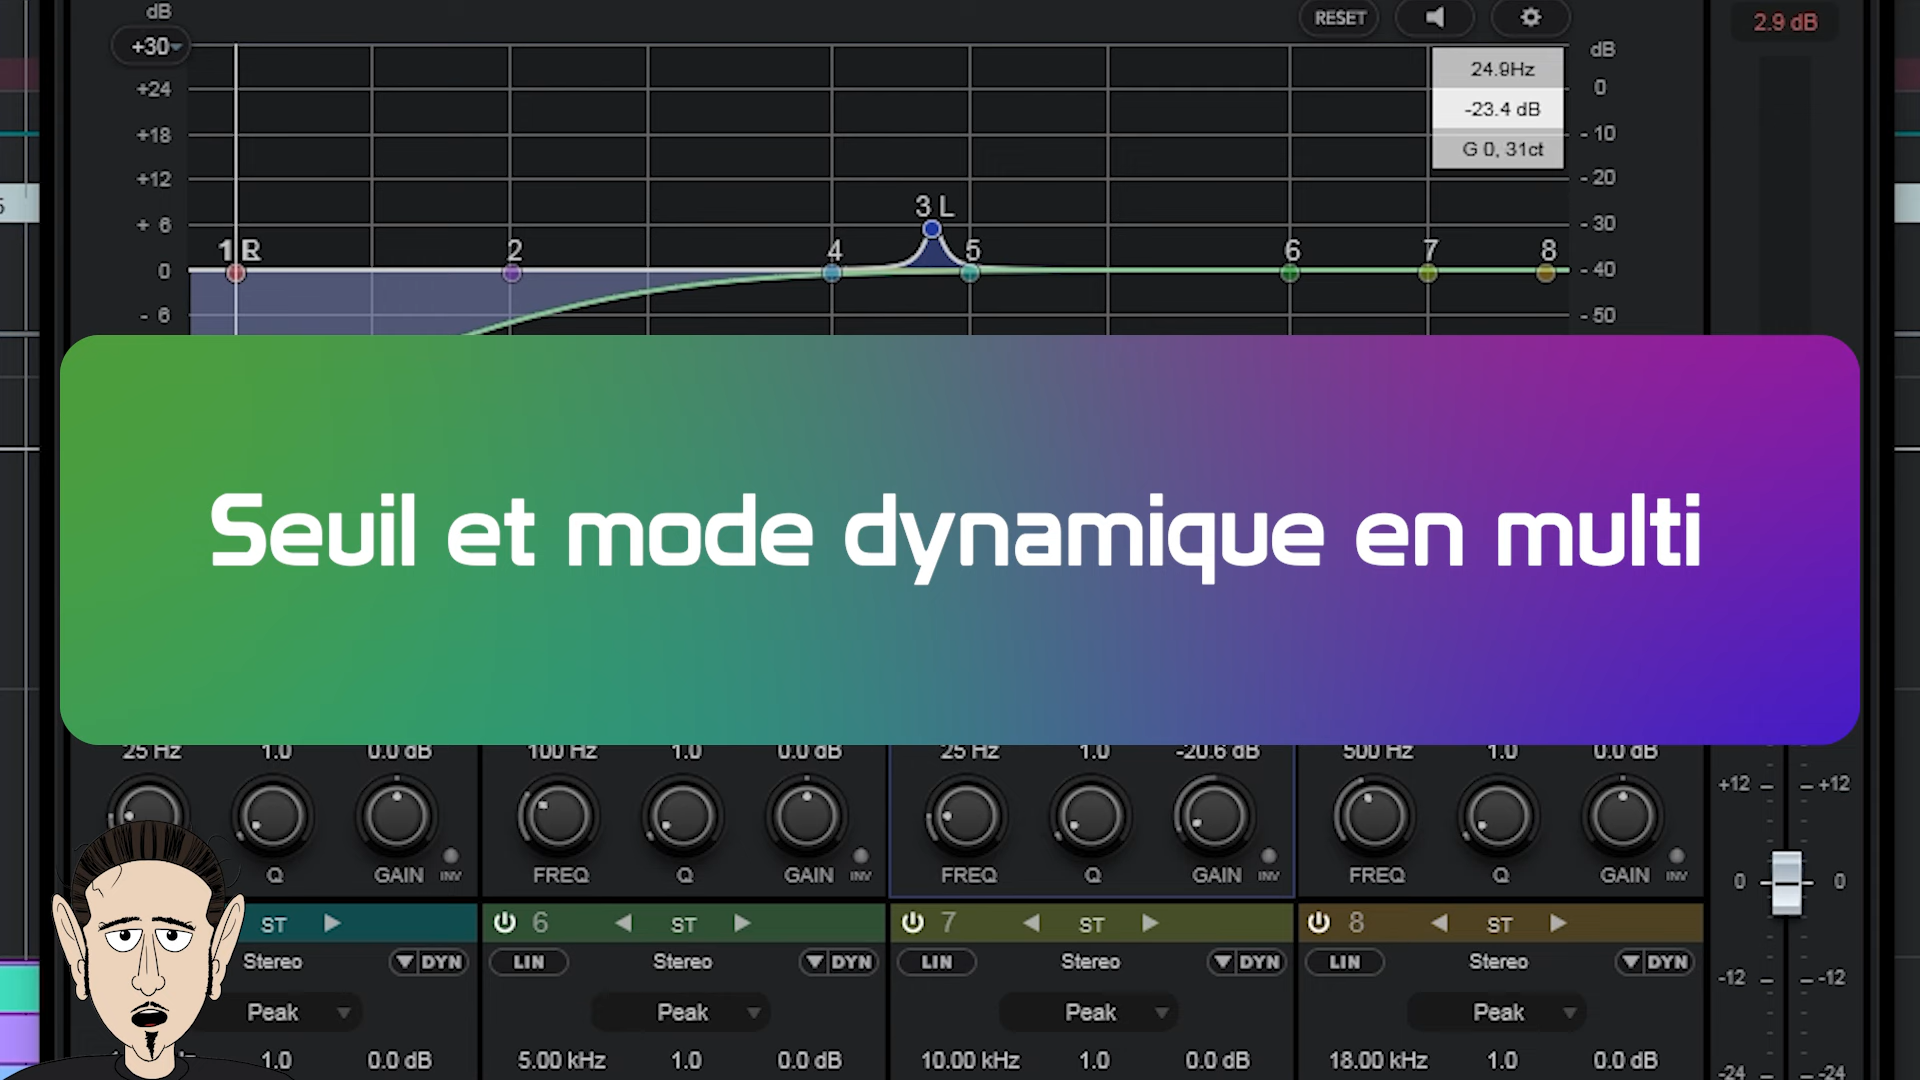 dB
RESET
2.9 dB
+30
dB
24.9Hz
+24
0
-23.4 dB
+18
- 10
G 0, 31ct
+12
- 20
3 L
+ 6
- 30
1 R 2 4 5 6 7 8
0
- 40
- 6
- 50
Seuil et mode dynamique en multi
25 Hz 1.0 0.0 dB 100 Hz 1.0 0.0 dB 25 Hz 1.0 -20.6 dB 500 Hz 1.0 0.0 dB
+12 +12
Q GAIN INV FREQ Q GAIN INV FREQ Q GAIN INV FREQ Q GAIN INV
0 0
ST 6 ST 7 ST 8 ST
Stereo DYN LIN Stereo DYN LIN Stereo DYN LIN Stereo DYN
-12 -12
Peak Peak Peak Peak
1.0 0.0 dB 5.00 kHz 1.0 0.0 dB 10.00 kHz 1.0 0.0 dB 18.00 kHz 1.0 0.0 dB
-24 -24